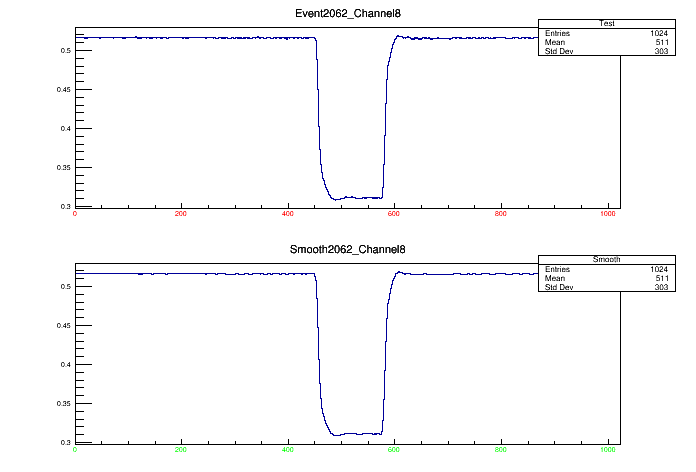 Event2062_Channel8
Test
Entries 1024
Mean 511
Std Dev 303
0.5
0.45
0.4
0.35
0.3
0 200 400 600 800 1000
Smooth2062_Channel8
Smooth
Entries 1024
Mean 511
Std Dev 303
0.5
0.45
0.4
0.35
0.3
0 200 400 600 800 1000